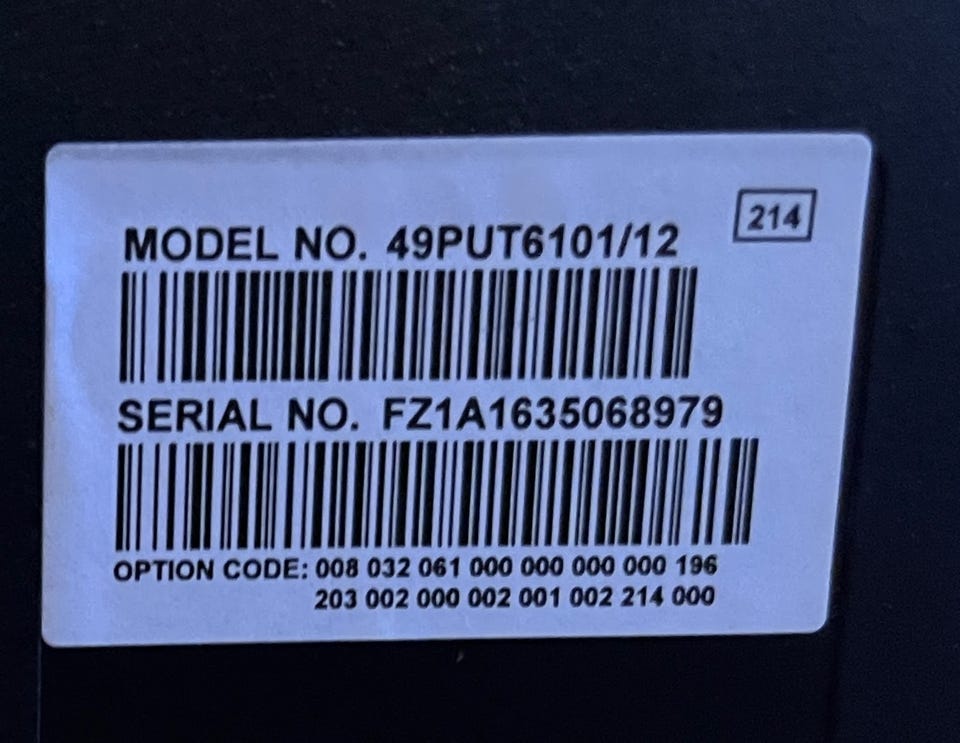 214
MODEL NO. 49PUT6101/12
SERIAL NO. FZ1A1635068979
OPTION CODE: 008 032 061 000 000 000 000 196
203 002 000 002 001 002 214 000